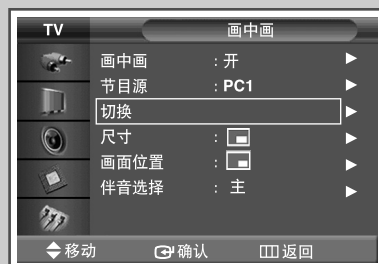 TV 画中画
画中画 : 开
节目源 : PC1
切换
尺寸 :
画面位置 :
伴音选择 : 主
移动 确认 返回